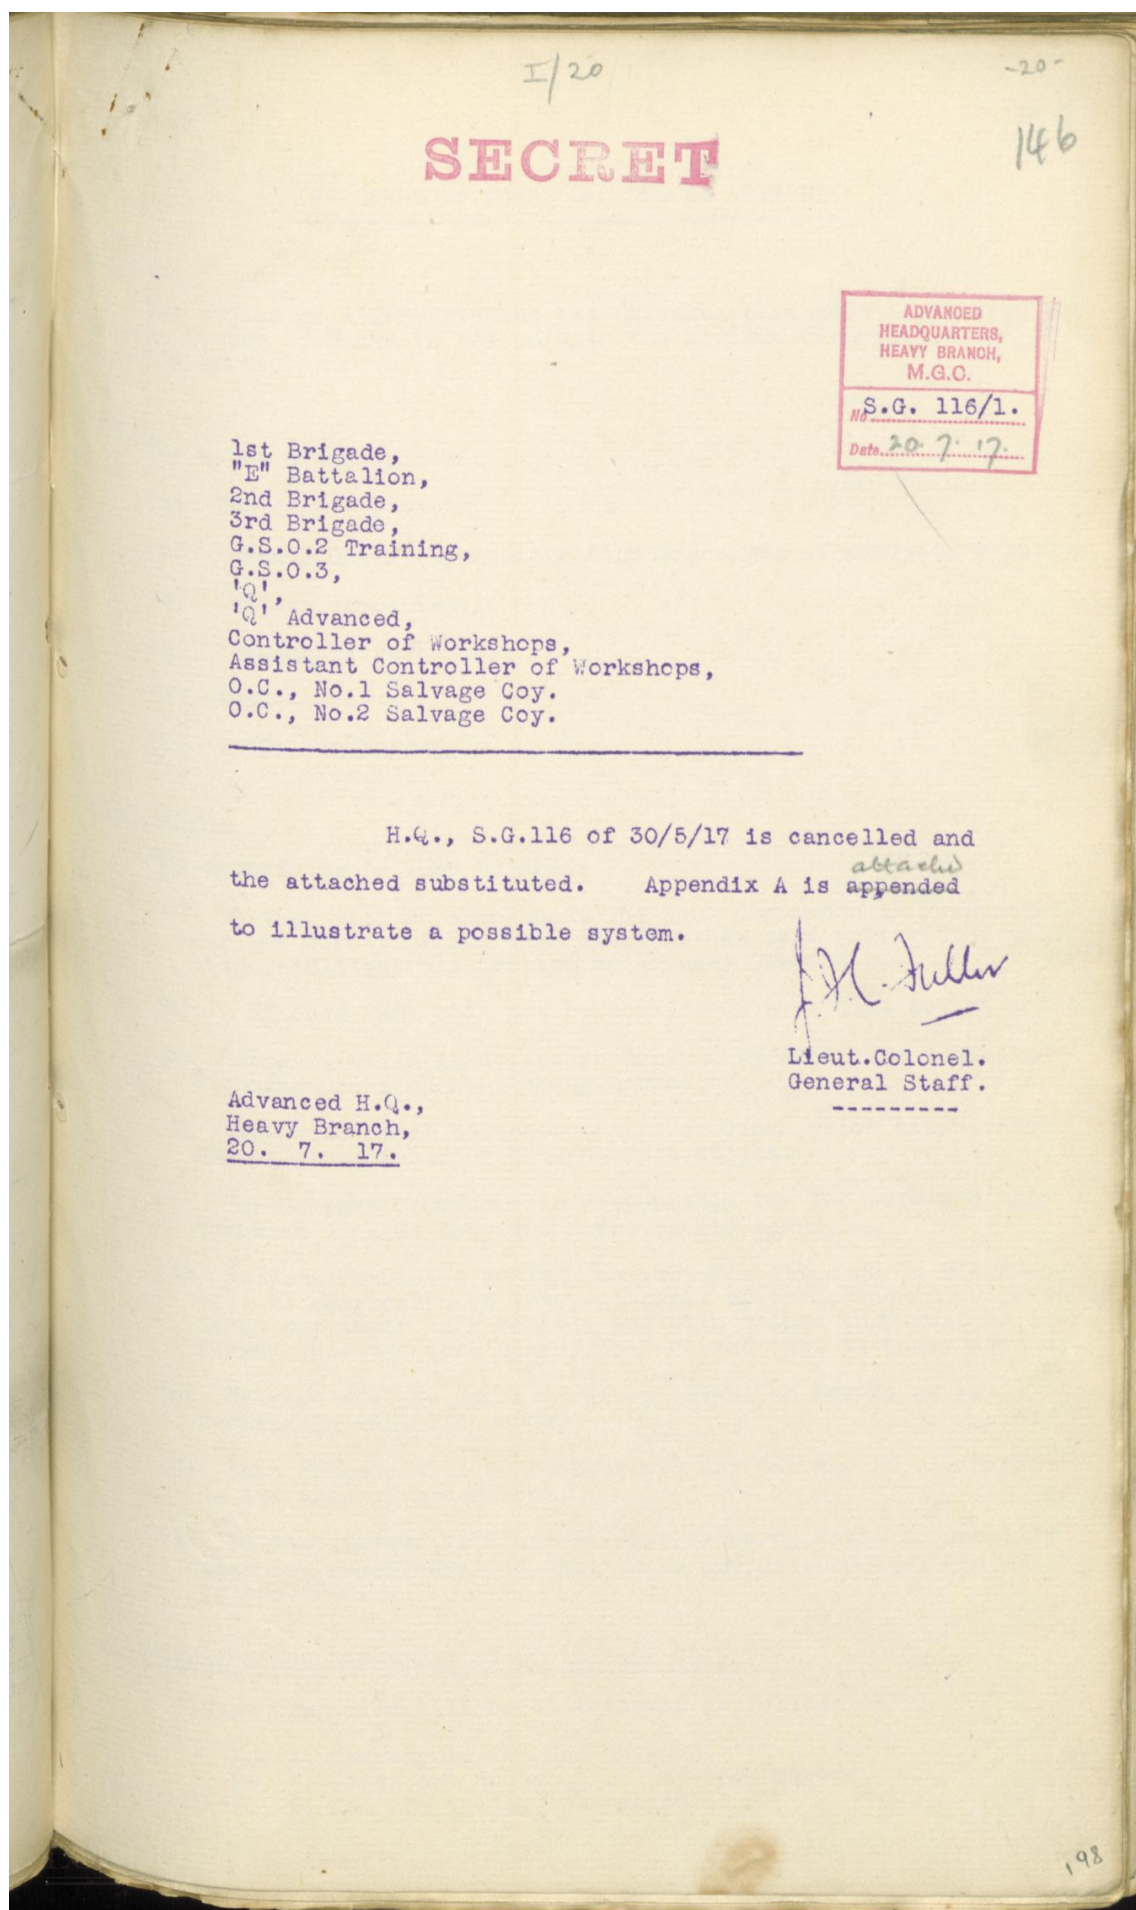 I/20
-20-
146
SECRET
ADVANCED
HEADQUARTERS,
HEAVY BRANCH,
M.G.C.
No S.G. 116/1.
Date 20. 7. 17.
1st Brigade,
"E" Battalion,
2nd Brigade,
3rd Brigade,
G.S.O.2 Training,
G.S.O.3,
'Q',
'Q' Advanced,
Controller of Workshops,
Assistant Controller of Workshops,
O.C., No.1 Salvage Coy.
O.C., No.2 Salvage Coy.
H.Q., S.G.116 of 30/5/17 is cancelled and
attached
the attached substituted. Appendix A is appended
to illustrate a possible system.
J.F.C. Fuller
Lieut.Colonel.
General Staff.
Advanced H.Q.,
Heavy Branch,
20. 7. 17.
198